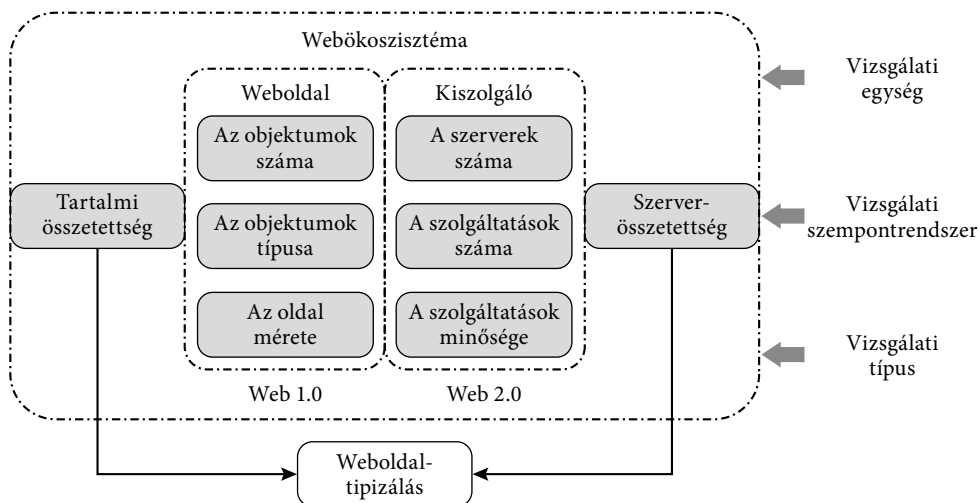 Webökoszisztéma
Weboldal
Kiszolgáló
Vizsgálati
egység
Az objektumok
száma
A szerverek
száma
Tartalmi
összetettség
Az objektumok
típusa
A szolgáltatások
száma
Szerver-
összetettség
Vizsgálati
szempontrendszer
Az oldal
mérete
A szolgáltatások
minősége
Vizsgálati
típus
Web 1.0
Web 2.0
Weboldal-
tipizálás